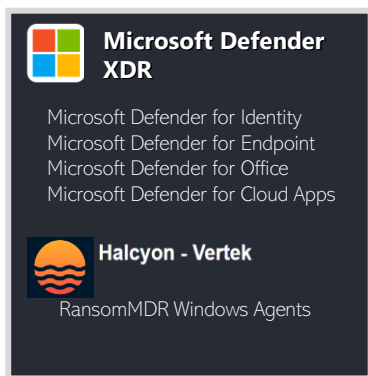 Microsoft Defender
XDR
Microsoft Defender for Identity
Microsoft Defender for Endpoint
Microsoft Defender for Office
Microsoft Defender for Cloud Apps
Halcyon - Vertek
RansomMDR Windows Agents